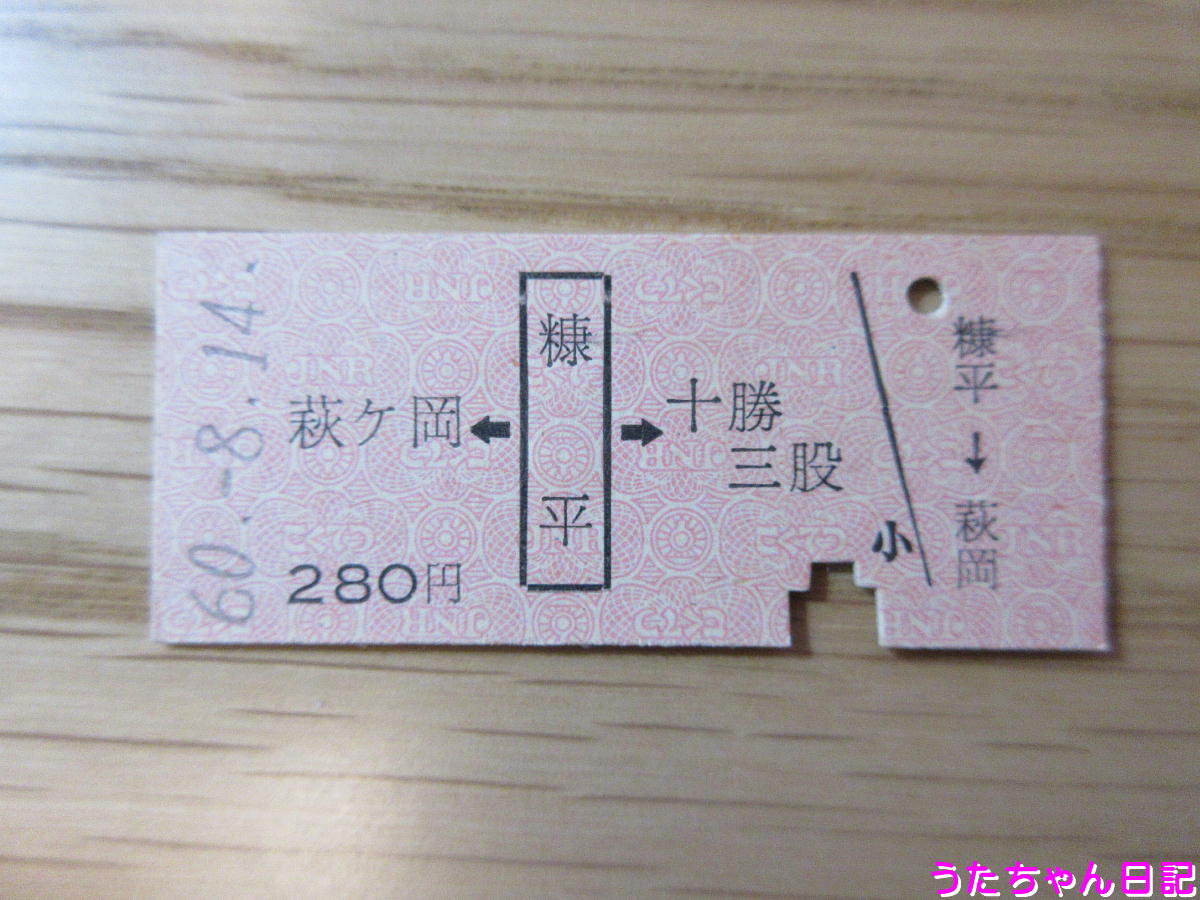 60.-8.14.
萩ケ岡
糠平
十勝
三股
280円
小
糠平→萩岡
うたちゃん日記